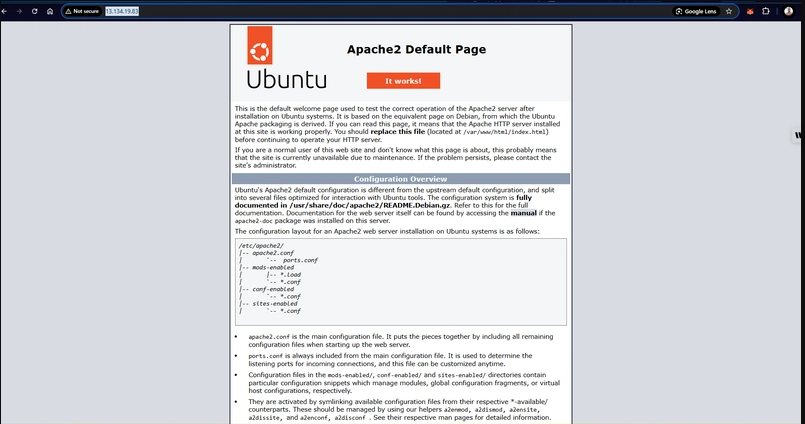 Not secure
13.134.19.83
Google Lens
Apache2 Default Page
Ubuntu
It works!
This is the default welcome page used to test the correct operation of the Apache2 server after
installation on Ubuntu systems. It is based on the equivalent page on Debian, from which the Ubuntu
Apache packaging is derived. If you can read this page, it means that the Apache HTTP server installed
at this site is working properly. You should replace this file (located at /var/www/html/index.html)
before continuing to operate your HTTP server.
If you are a normal user of this web site and don't know what this page is about, this probably means
that the site is currently unavailable due to maintenance. If the problem persists, please contact the
site's administrator.
Configuration Overview
Ubuntu's Apache2 default configuration is different from the upstream default configuration, and split
into several files optimized for interaction with Ubuntu tools. The configuration system is fully
documented in /usr/share/doc/apache2/README.Debian.gz. Refer to this for the full
documentation. Documentation for the web server itself can be found by accessing the manual if the
apache2-doc package was installed on this server.
The configuration layout for an Apache2 web server installation on Ubuntu systems is as follows:
/etc/apache2/
|-- apache2.conf
|       `--  ports.conf
|-- mods-enabled
|       |-- *.load
|       `-- *.conf
|-- conf-enabled
|       `-- *.conf
|-- sites-enabled
|       `-- *.conf
• apache2.conf is the main configuration file. It puts the pieces together by including all remaining
configuration files when starting up the web server.
• ports.conf is always included from the main configuration file. It is used to determine the
listening ports for incoming connections, and this file can be customized anytime.
• Configuration files in the mods-enabled/, conf-enabled/ and sites-enabled/ directories contain
particular configuration snippets which manage modules, global configuration fragments, or virtual
host configurations, respectively.
• They are activated by symlinking available configuration files from their respective *-available/
counterparts. These should be managed by using our helpers a2enmod, a2dismod, a2ensite,
a2dissite, and a2enconf, a2disconf . See their respective man pages for detailed information.